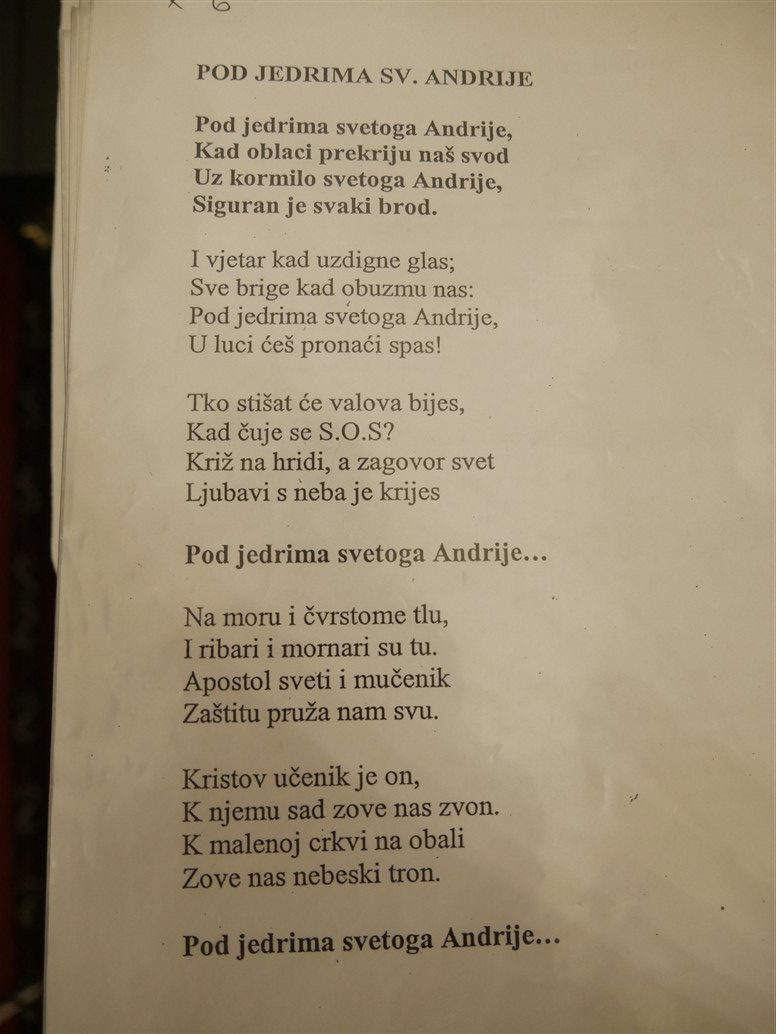 POD JEDRIMA SV. ANDRIJE
Pod jedrima svetoga Andrije,
Kad oblaci prekriju naš svod
Uz kormilo svetoga Andrije,
Siguran je svaki brod.
I vjetar kad uzdigne glas;
Sve brige kad obuzmu nas:
Pod jedrima svetoga Andrije,
U luci ćeš pronaći spas!
Tko stišat će valova bijes,
Kad čuje se S.O.S?
Križ na hridi, a zagovor svet
Ljubavi s neba je krijes
Pod jedrima svetoga Andrije...
Na moru i čvrstome tlu,
I ribari i mornari su tu.
Apostol sveti i mučenik
Zaštitu pruža nam svu.
Kristov učenik je on,
K njemu sad zove nas zvon.
K malenoj crkvi na obali
Zove nas nebeski tron.
Pod jedrima svetoga Andrije...